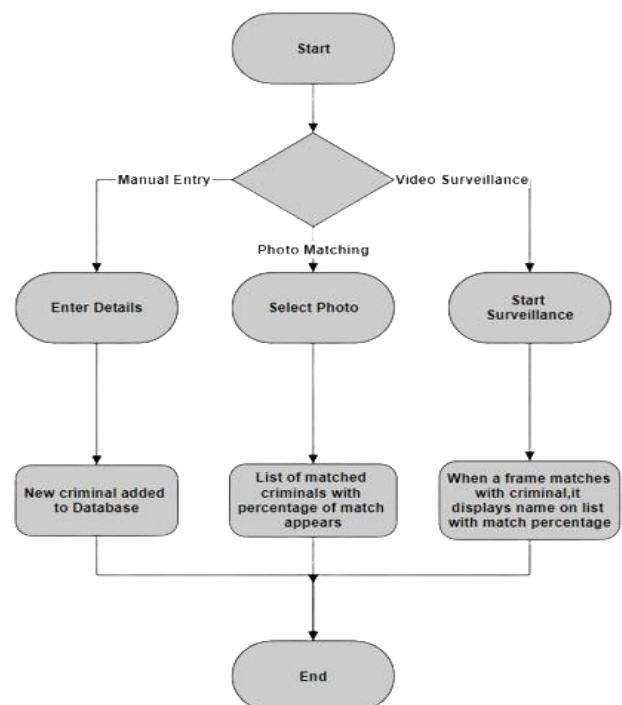 Start
Manual Entry
Video Surveillance
Photo Matching
Enter Details
Select Photo
Start
Surveillance
New criminal added
to Database
List of matched
criminals with
percentage of match
appears
When a frame matches
with criminal,it
displays name on list
with match percentage
End